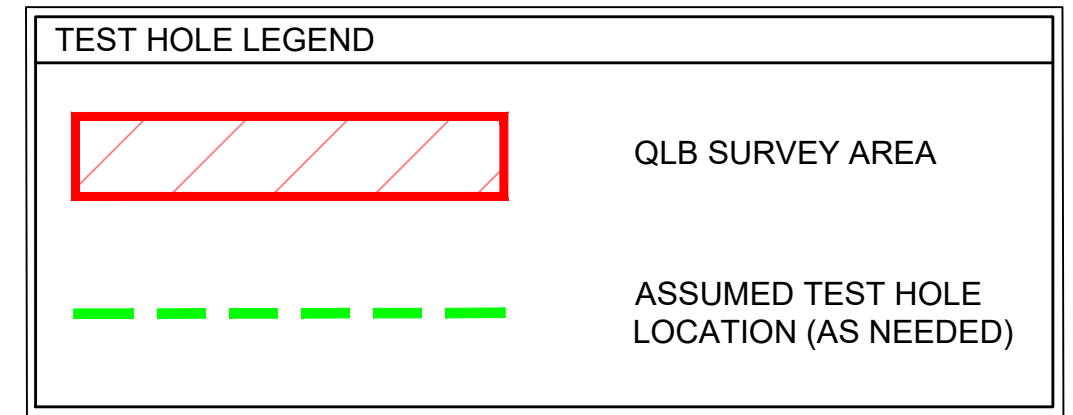 TEST HOLE LEGEND
QLB SURVEY AREA
ASSUMED TEST HOLE
LOCATION (AS NEEDED)